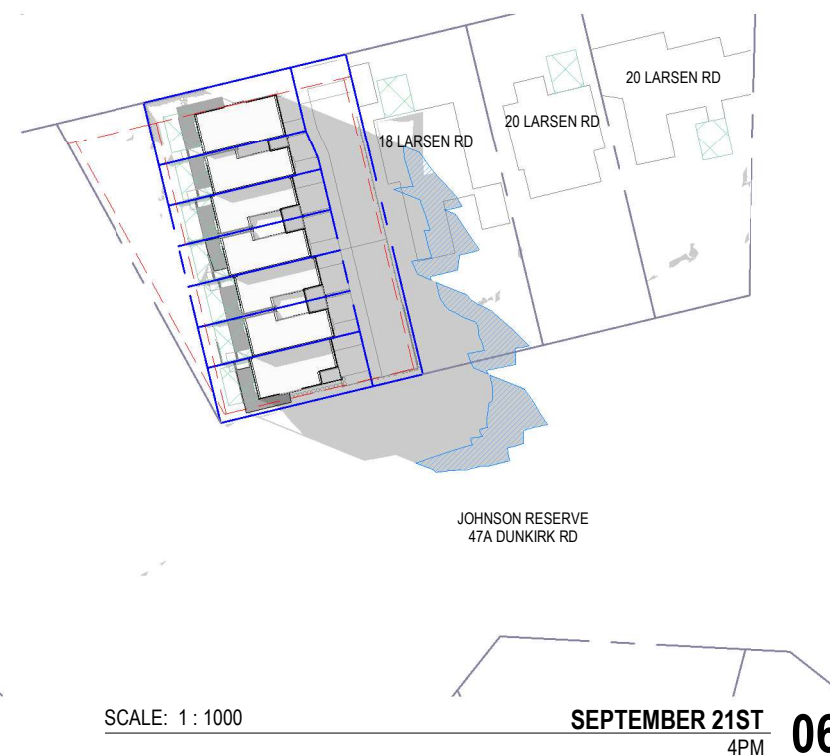 20 LARSEN RD
20 LARSEN RD
18 LARSEN RD
JOHNSON RESERVE
47A DUNKIRK RD
SCALE: 1 : 1000
SEPTEMBER 21ST
4PM
06